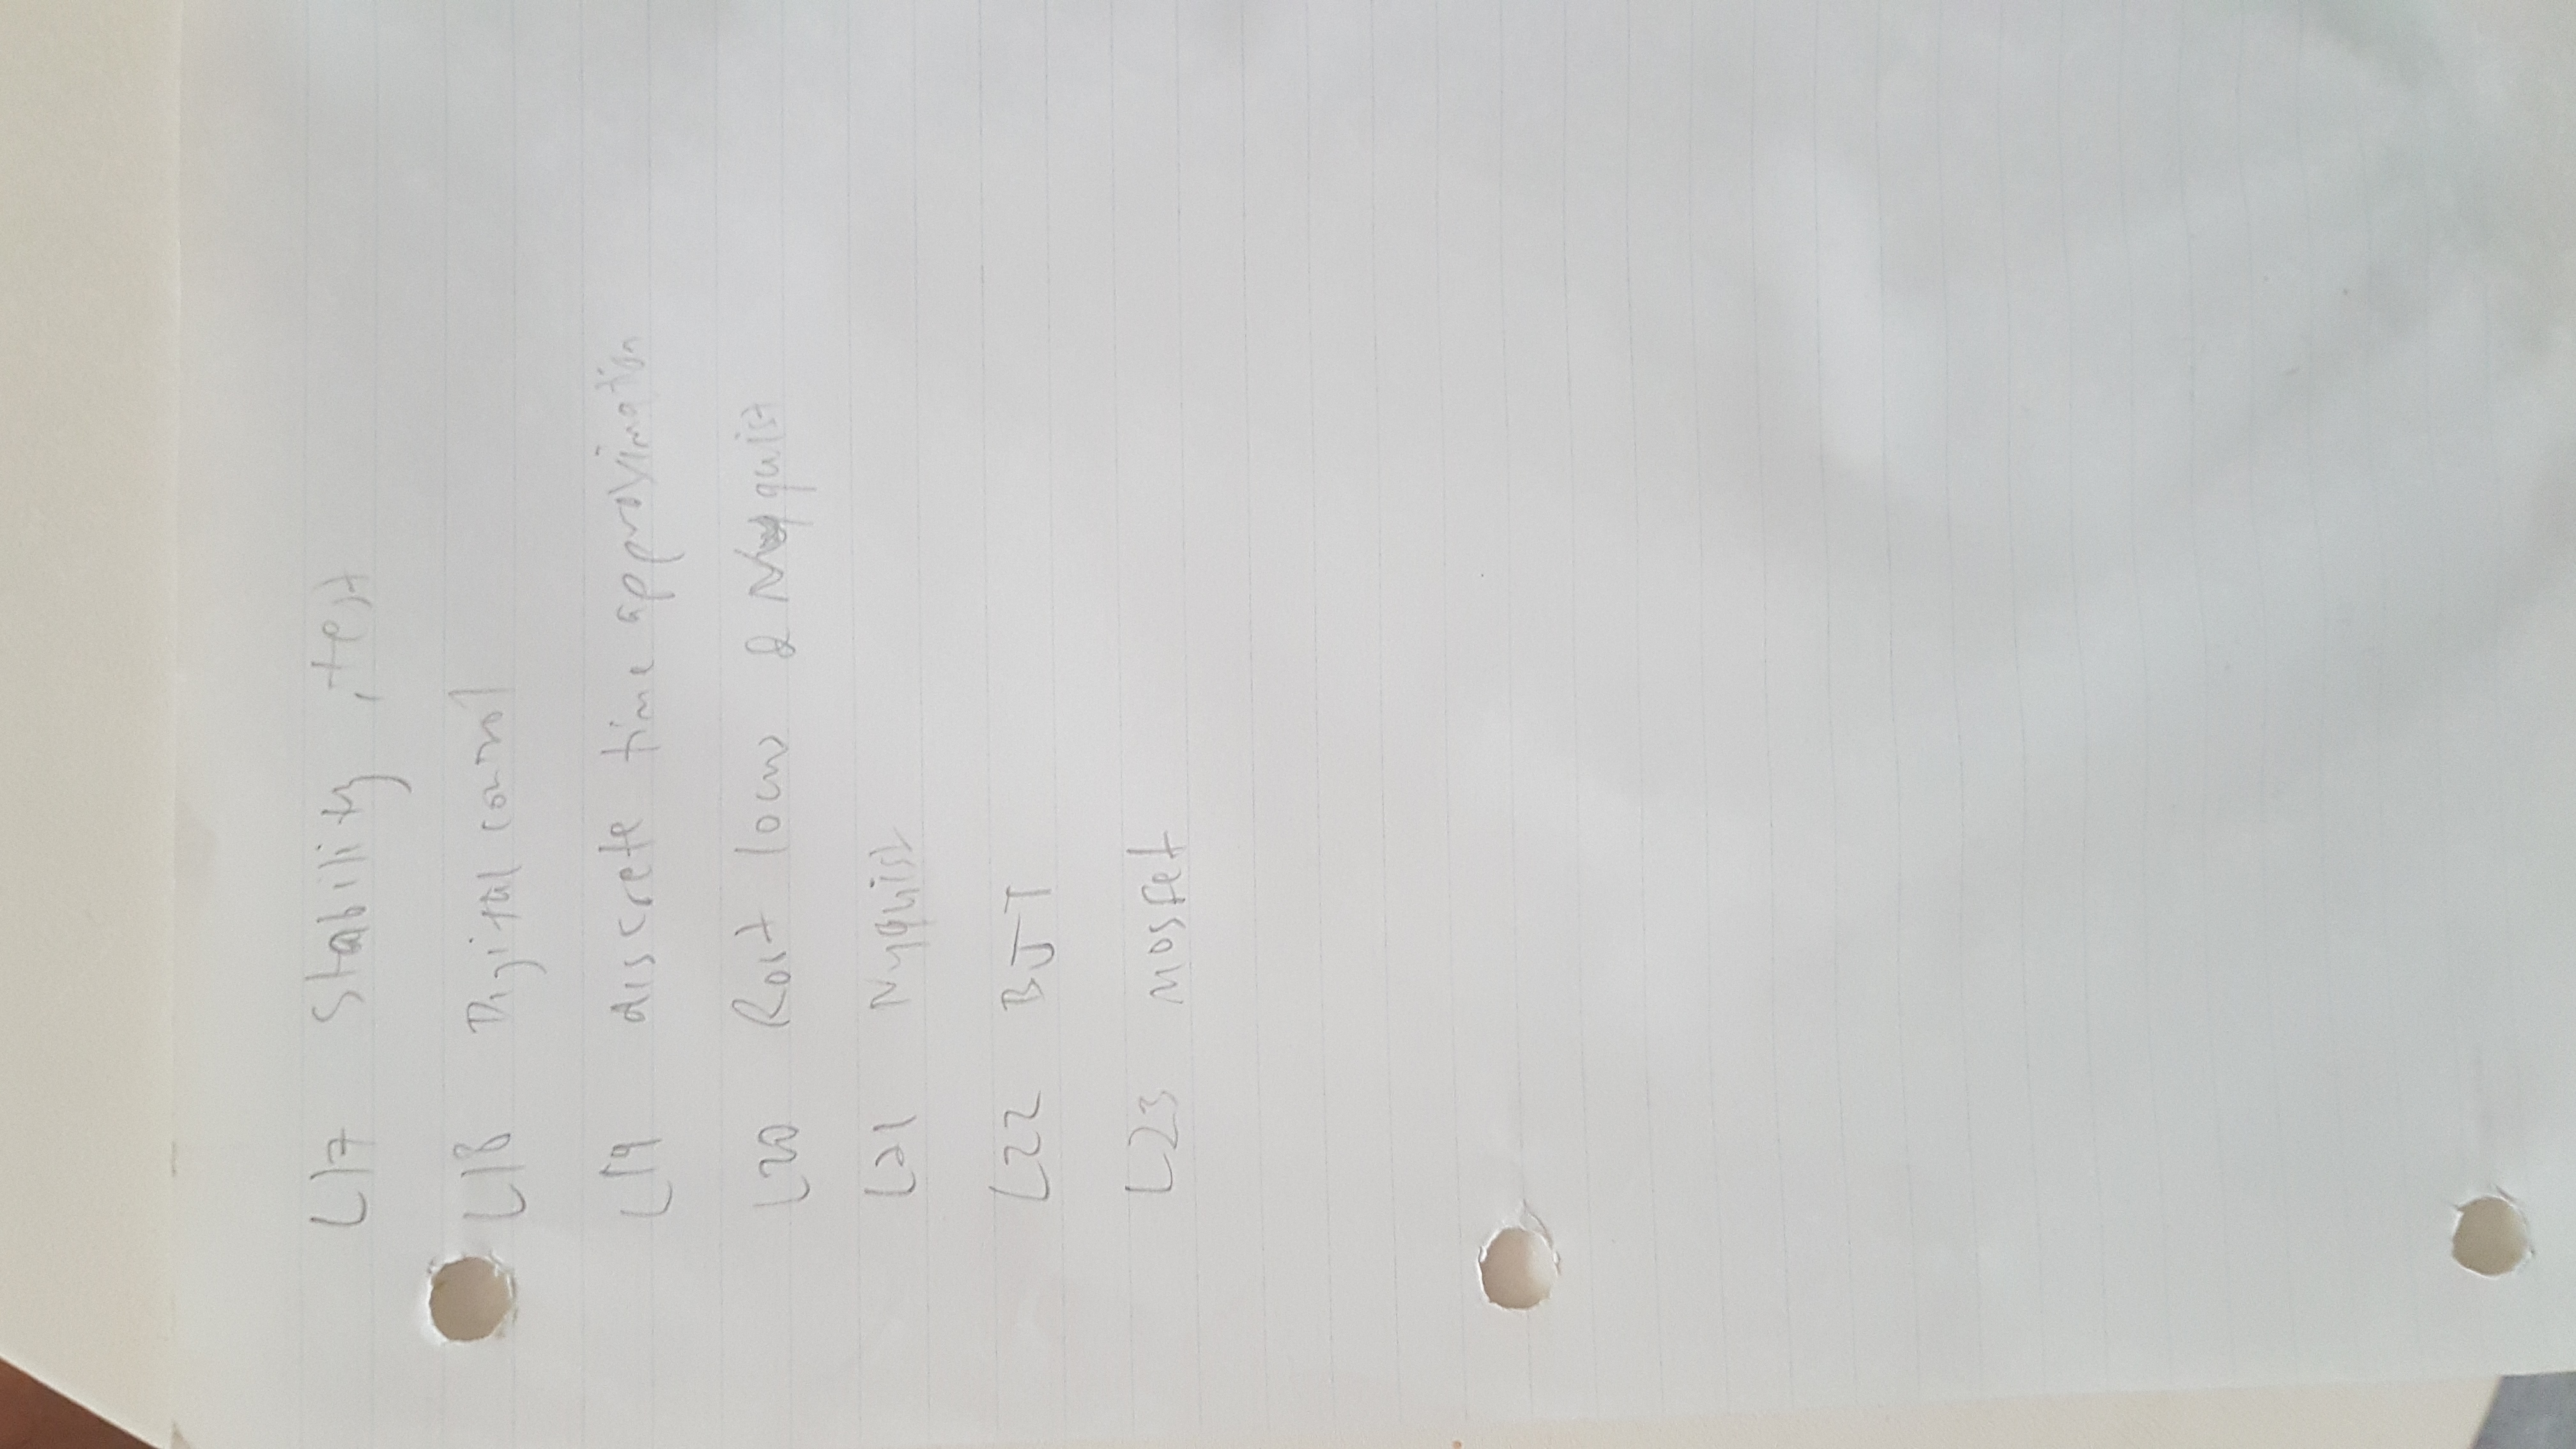 L17 Stability, test
L18 Digital control
L19 discrete time approximation
L20 Root locus & Nyquist
L21 Nyquist
L22 BJT
L23 mosfet